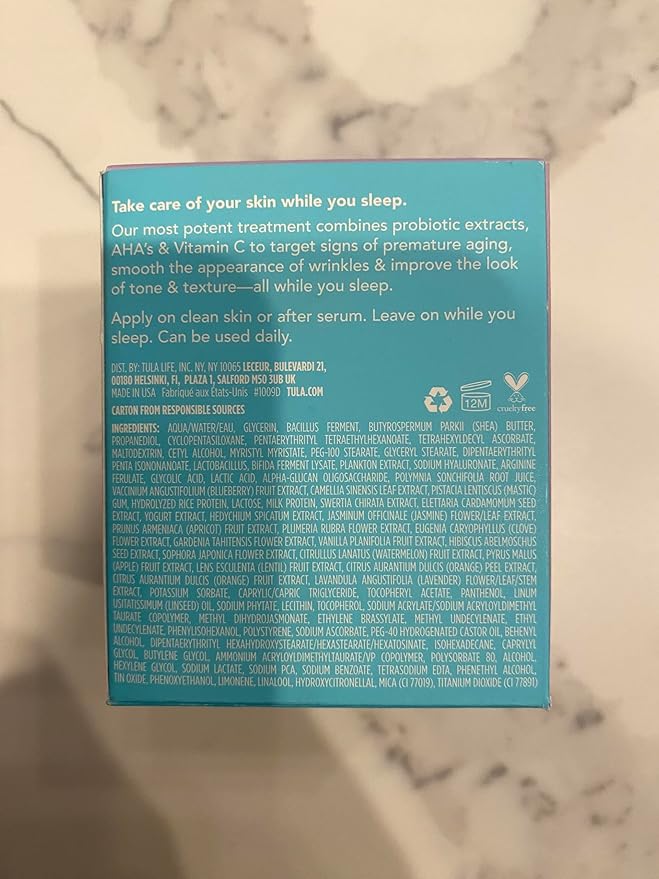 Take care of your skin while you sleep.
Our most potent treatment combines probiotic extracts,
AHA's & Vitamin C to target signs of premature aging,
smooth the appearance of wrinkles & improve the look
of tone & texture—all while you sleep.
Apply on clean skin or after serum. Leave on while you
sleep. Can be used daily.
DIST. BY: TULA LIFE, INC. NY, NY 10065 LECEUR, BULEVARDI 21,
00180 HELSINKI, FI, PLAZA 1, SALFORD M50 3UB UK
MADE IN USA Fabriqué aux États-Unis #1009D TULA.COM
12M
crueltyfree
CARTON FROM RESPONSIBLE SOURCES
INGREDIENTS: AQUA/WATER/EAU, GLYCERIN, BACILLUS FERMENT, BUTYROSPERMUM PARKII (SHEA) BUTTER,
PROPANEDIOL, CYCLOPENTASILOXANE, PENTAERYTHRITYL TETRAETHYLHEXANOATE, TETRAHEXYLDECYL ASCORBATE,
MALTODEXTRIN, CETYL ALCOHOL, MYRISTYL MYRISTATE, PEG-100 STEARATE, GLYCERYL STEARATE, DIPENTAERYTHRITYL
PENTA ISONONANOATE, LACTOBACILLUS, BIFIDA FERMENT LYSATE, PLANKTON EXTRACT, SODIUM HYALURONATE, ARGININE
FERULATE, GLYCOLIC ACID, LACTIC ACID, ALPHA-GLUCAN OLIGOSACCHARIDE, POLYMNIA SONCHIFOLIA ROOT JUICE,
VACCINIUM ANGUSTIFOLIUM (BLUEBERRY) FRUIT EXTRACT, CAMELLIA SINENSIS LEAF EXTRACT, PISTACIA LENTISCUS (MASTIC)
GUM, HYDROLYZED RICE PROTEIN, LACTOSE, MILK PROTEIN, SWERTIA CHIRATA EXTRACT, ELETTARIA CARDAMOMUM SEED
EXTRACT, YOGURT EXTRACT, HEDYCHIUM SPICATUM EXTRACT, JASMINUM OFFICINALE (JASMINE) FLOWER/LEAF EXTRACT,
PRUNUS ARMENIACA (APRICOT) FRUIT EXTRACT, PLUMERIA RUBRA FLOWER EXTRACT, EUGENIA CARYOPHYLLUS (CLOVE)
FLOWER EXTRACT, GARDENIA TAHITENSIS FLOWER EXTRACT, VANILLA PLANIFOLIA FRUIT EXTRACT, HIBISCUS ABELMOSCHUS
SEED EXTRACT, SOPHORA JAPONICA FLOWER EXTRACT, CITRULLUS LANATUS (WATERMELON) FRUIT EXTRACT, PYRUS MALUS
(APPLE) FRUIT EXTRACT, LENS ESCULENTA (LENTIL) FRUIT EXTRACT, CITRUS AURANTIUM DULCIS (ORANGE) PEEL EXTRACT,
CITRUS AURANTIUM DULCIS (ORANGE) FRUIT EXTRACT, LAVANDULA ANGUSTIFOLIA (LAVENDER) FLOWER/LEAF/STEM
EXTRACT, POTASSIUM SORBATE, CAPRYLIC/CAPRIC TRIGLYCERIDE, TOCOPHERYL ACETATE, PANTHENOL, LINUM
USITATISSIMUM (LINSEED) OIL, SODIUM PHYTATE, LECITHIN, TOCOPHEROL, SODIUM ACRYLATE/SODIUM ACRYLOYLDIMETHYL
TAURATE COPOLYMER, METHYL DIHYDROJASMONATE, ETHYLENE BRASSYLATE, METHYL UNDECYLENATE, ETHYL
UNDECYLENATE, PHENYLISOHEXANOL, POLYSTYRENE, SODIUM ASCORBATE, PEG-40 HYDROGENATED CASTOR OIL, BEHENYL
ALCOHOL, DIPENTAERYTHRITYL HEXAHYDROXYSTEARATE/HEXASTEARATE/HEXATOSINATE, ISOHEXADECANE, CAPRYLYL
GLYCOL, BUTYLENE GLYCOL, AMMONIUM ACRYLOYLDIMETHYLTAURATE/VP COPOLYMER, POLYSORBATE 80, ALCOHOL,
HEXYLENE GLYCOL, SODIUM LACTATE, SODIUM PCA, SODIUM BENZOATE, TETRASODIUM EDTA, PHENETHYL ALCOHOL,
TIN OXIDE, PHENOXYETHANOL, LIMONENE, LINALOOL, HYDROXYCITRONELLAL, MICA (CI 77019), TITANIUM DIOXIDE (CI 77891)